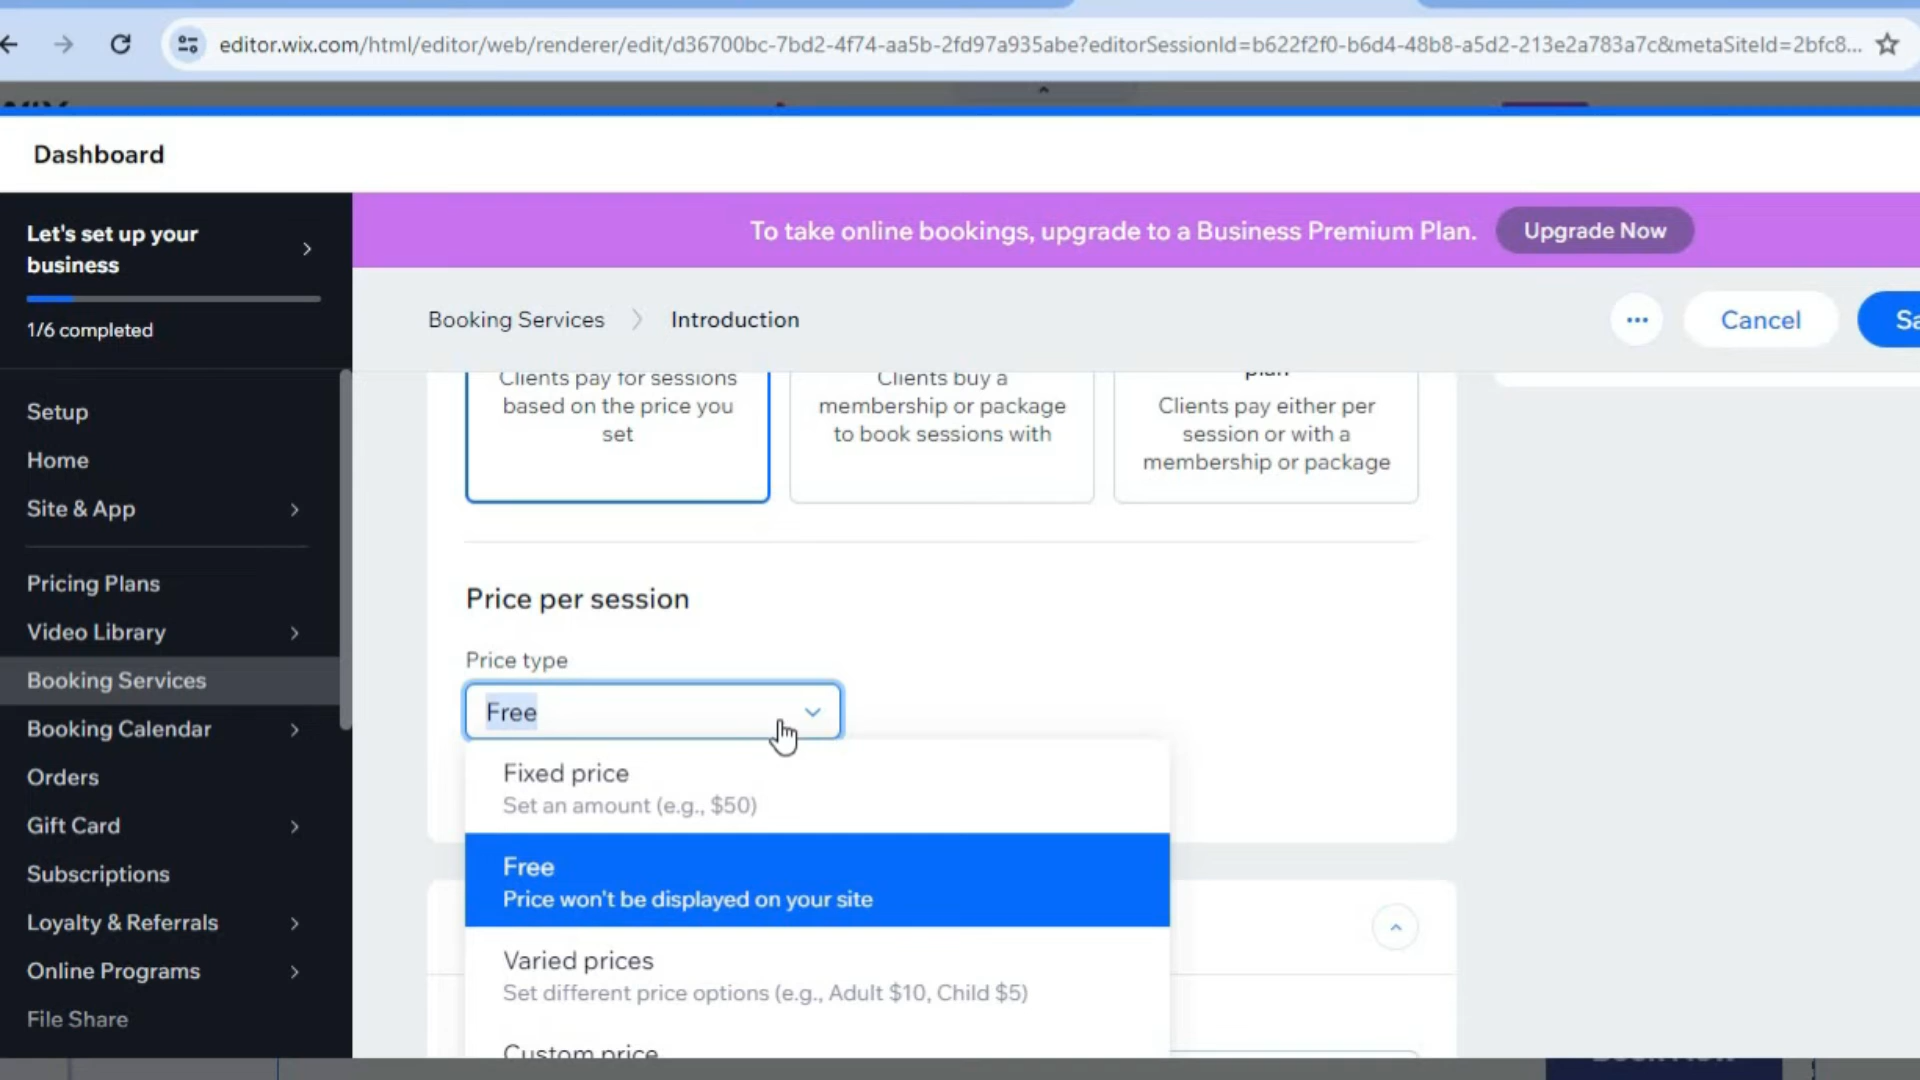 editor.wix.com/html/editor/web/renderer/edit/d36700bc-7bd2-4f74-aa5b-2fd97a935abe?editorSessionId=b622f2f0-b6d4-48b8-a5d2-213e2a783a7c&metaSiteId=2bfc8...
Dashboard
Let's set up your
business
1/6 completed
Setup
Home
Site & App
Pricing Plans
Video Library
Booking Services
Booking Calendar
Orders
Gift Card
Subscriptions
Loyalty & Referrals
Online Programs
File Share
To take online bookings, upgrade to a Business Premium Plan.
Upgrade Now
Booking Services
Introduction
Cancel
Sa
Clients pay for sessions
based on the price you
set
Clients buy a
membership or package
to book sessions with
plan
Clients pay either per
session or with a
membership or package
Price per session
Price type
Free
Fixed price
Set an amount (e.g., $50)
Free
Price won't be displayed on your site
Varied prices
Set different price options (e.g., Adult $10, Child $5)
Custom price